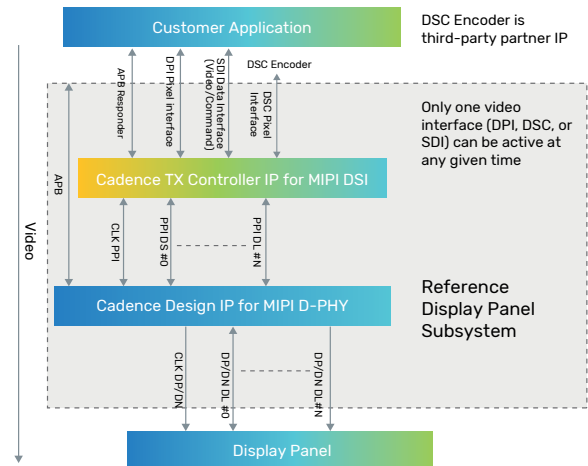 Customer Application
DSC Encoder is
third-party partner IP
APB Responder
DPI Pixel interface
SDI Data Interface
(Video/Command)
DSC Encoder
DSC Pixel
Interface
Only one video
interface (DPI, DSC, or
SDI) can be active at
any given time
Cadence TX Controller IP for MIPI DSI
APB
Video
CLK PPI
PPI DS #0
PPI DL #N
Reference
Display Panel
Subsystem
Cadence Design IP for MIPI D-PHY
CLK DP/DN
DP/DN DL #0
DP/DN DL#N
Display Panel